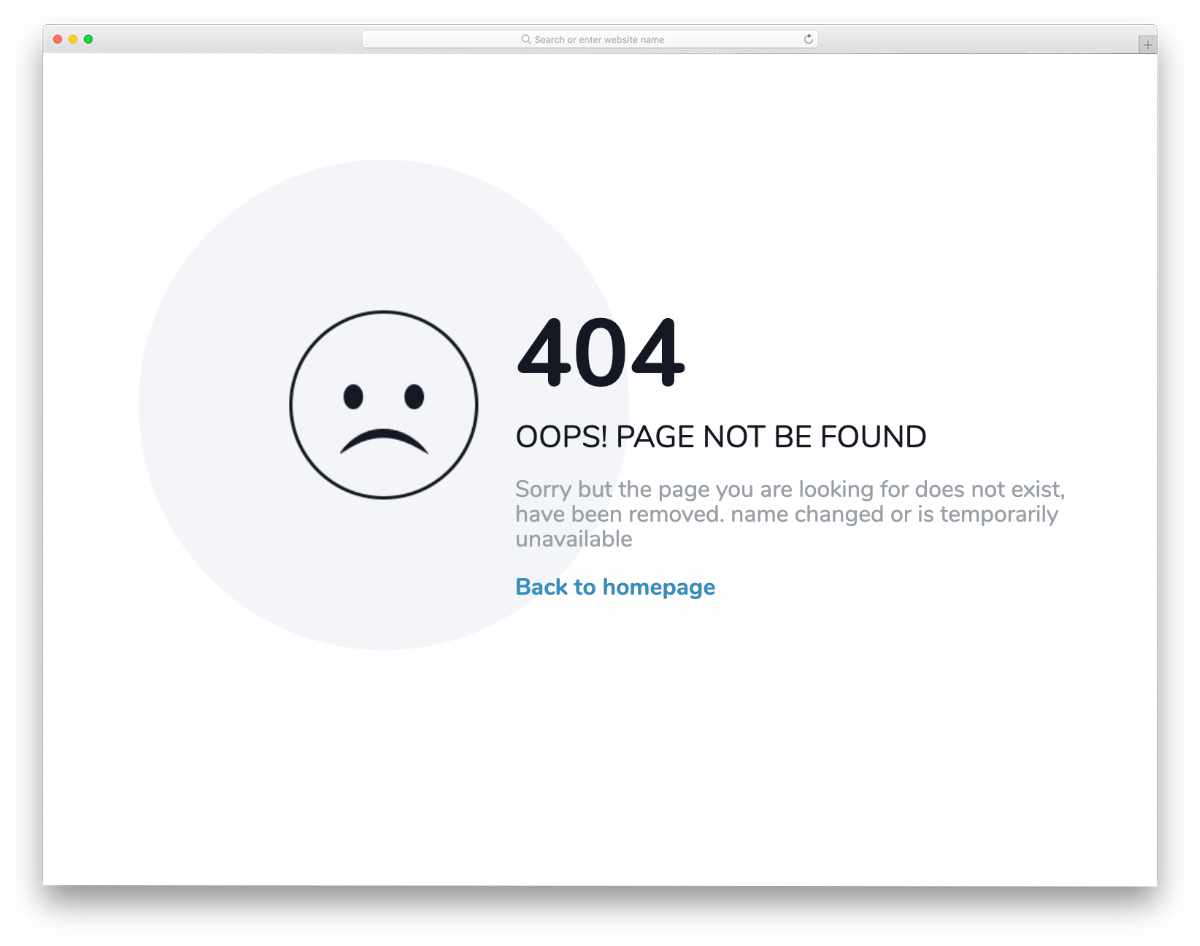 Search or enter website name
404
OOPS! PAGE NOT BE FOUND
Sorry but the page you are looking for does not exist,
have been removed. name changed or is temporarily
unavailable
Back to homepage